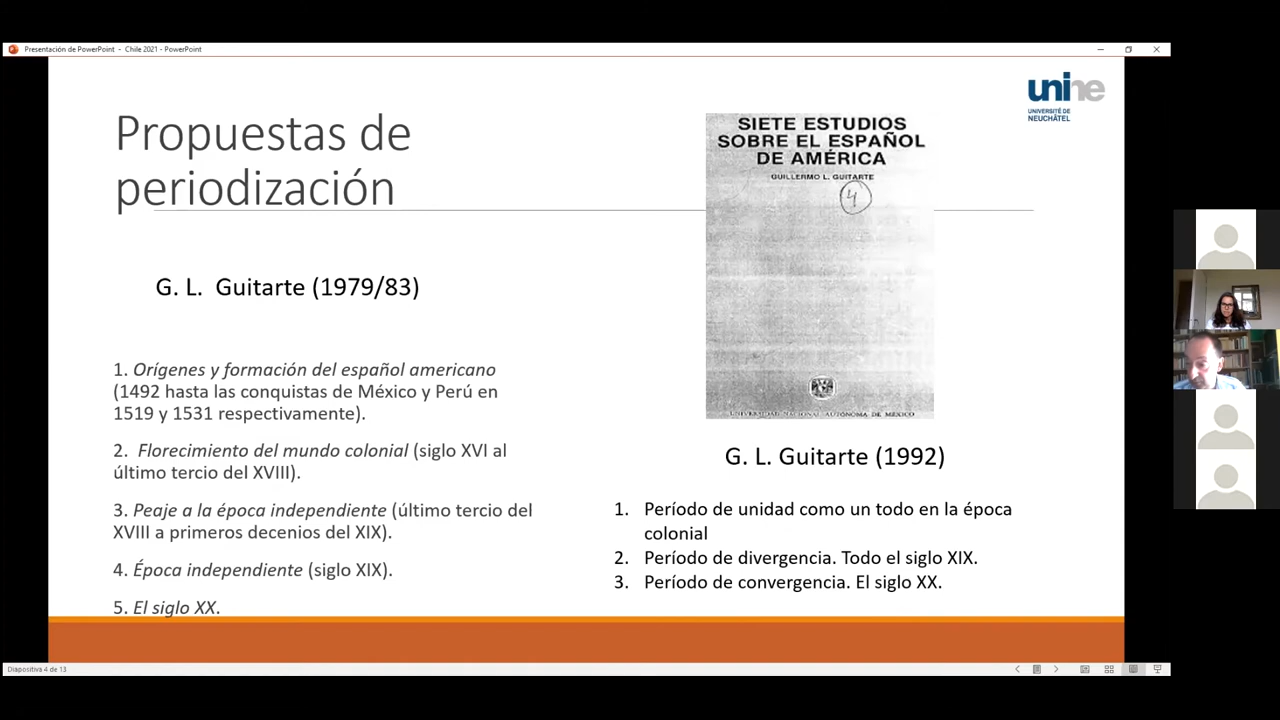 Presentación de PowerPoint - Chile 2021 - PowerPoint
unine
UNIVERSITÉ DE
NEUCHÂTEL
Propuestas de
periodización
G. L. Guitarte (1979/83)
1. Orígenes y formación del español americano
(1492 hasta las conquistas de México y Perú en
1519 y 1531 respectivamente).
2. Florecimiento del mundo colonial (siglo XVI al
último tercio del XVIII).
3. Peaje a la época independiente (último tercio del
XVIII a primeros decenios del XIX).
4. Época independiente (siglo XIX).
5. El siglo XX.
SIETE ESTUDIOS
SOBRE EL ESPAÑOL
DE AMÉRICA
GUILLERMO L. GUITARTE
4
UNIVERSIDAD NACIONAL AUTÓNOMA DE MÉXICO
G. L. Guitarte (1992)
1. Período de unidad como un todo en la época
colonial
2. Período de divergencia. Todo el siglo XIX.
3. Período de convergencia. El siglo XX.
Diapositiva 4 de 13